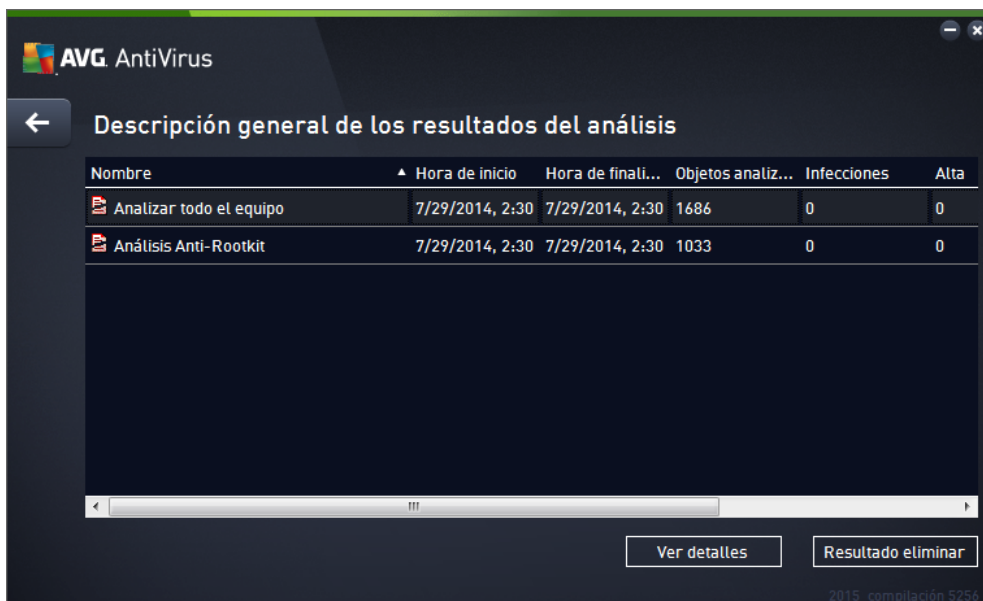 AVG. AntiVirus
Descripción general de los resultados del análisis
Nombre Hora de inicio Hora de finali... Objetos analiz... Infecciones Alta
Analizar todo el equipo 7/29/2014, 2:30 7/29/2014, 2:30 1686 0 0
Análisis Anti-Rootkit 7/29/2014, 2:30 7/29/2014, 2:30 1033 0 0
Ver detalles Resultado eliminar
2015 compilación 5256